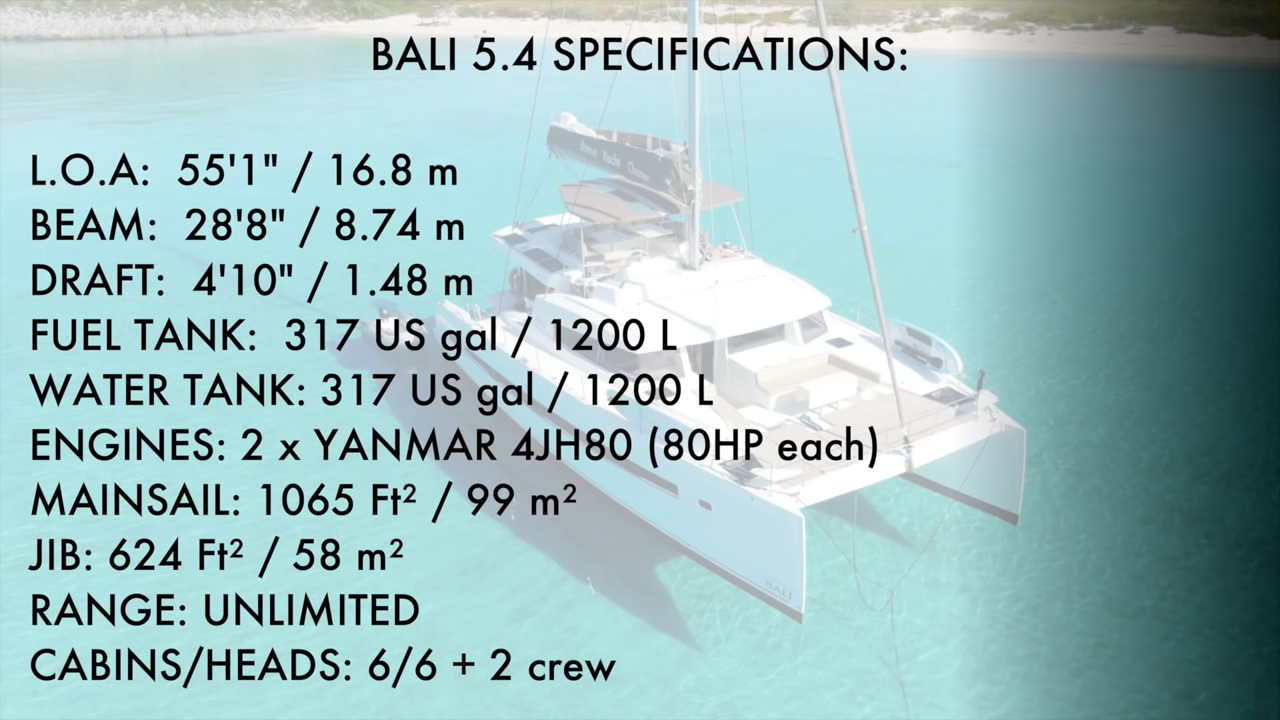 BALI 5.4 SPECIFICATIONS:
L.O.A: 55'1" / 16.8 m
BEAM: 28'8" / 8.74 m
DRAFT: 4'10" / 1.48 m
FUEL TANK: 317 US gal / 1200 L
WATER TANK: 317 US gal / 1200 L
ENGINES: 2 x YANMAR 4JH80 (80HP each)
MAINSAIL: 1065 Ft² / 99 m²
JIB: 624 Ft² / 58 m²
RANGE: UNLIMITED
CABINS/HEADS: 6/6 + 2 crew
BALI